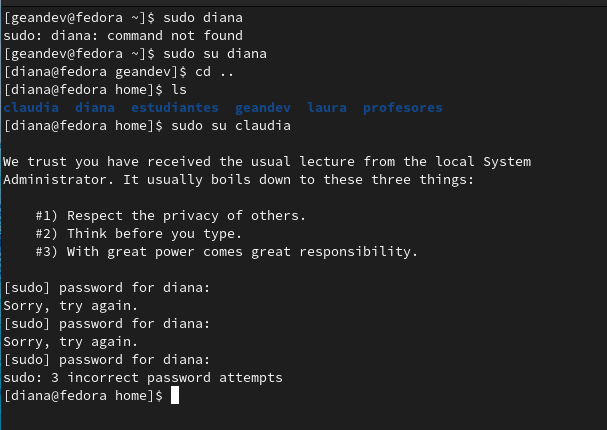 [geandev@fedora ~]$ sudo diana
sudo: diana: command not found
[geandev@fedora ~]$ sudo su diana
[diana@fedora geandev]$ cd ..
[diana@fedora home]$ ls
claudia  diana  estudiantes  geandev  laura  profesores
[diana@fedora home]$ sudo su claudia

We trust you have received the usual lecture from the local System
Administrator. It usually boils down to these three things:

    #1) Respect the privacy of others.
    #2) Think before you type.
    #3) With great power comes great responsibility.

[sudo] password for diana:
Sorry, try again.
[sudo] password for diana:
Sorry, try again.
[sudo] password for diana:
sudo: 3 incorrect password attempts
[diana@fedora home]$